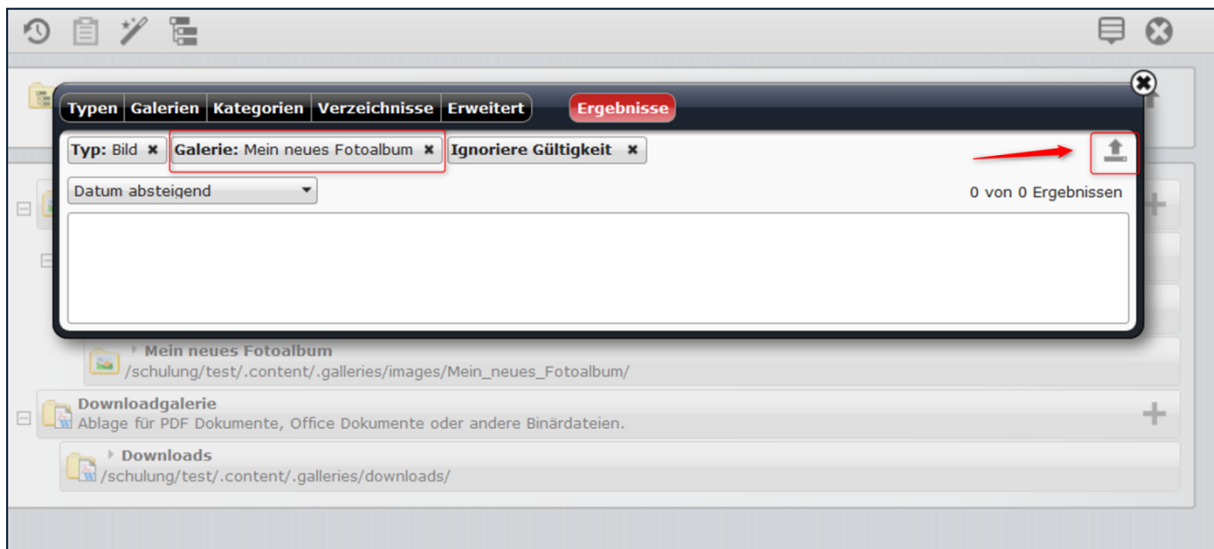 Typen Galerien Kategorien Verzeichnisse Erweitert Ergebnisse
Typ: Bild Galerie: Mein neues Fotoalbum Ignoriere Gültigkeit
Datum absteigend 0 von 0 Ergebnissen
Mein neues Fotoalbum
/schulung/test/.content/.galleries/images/Mein_neues_Fotoalbum/
Downloadgalerie
Ablage für PDF Dokumente, Office Dokumente oder andere Binärdateien.
Downloads
/schulung/test/.content/.galleries/downloads/